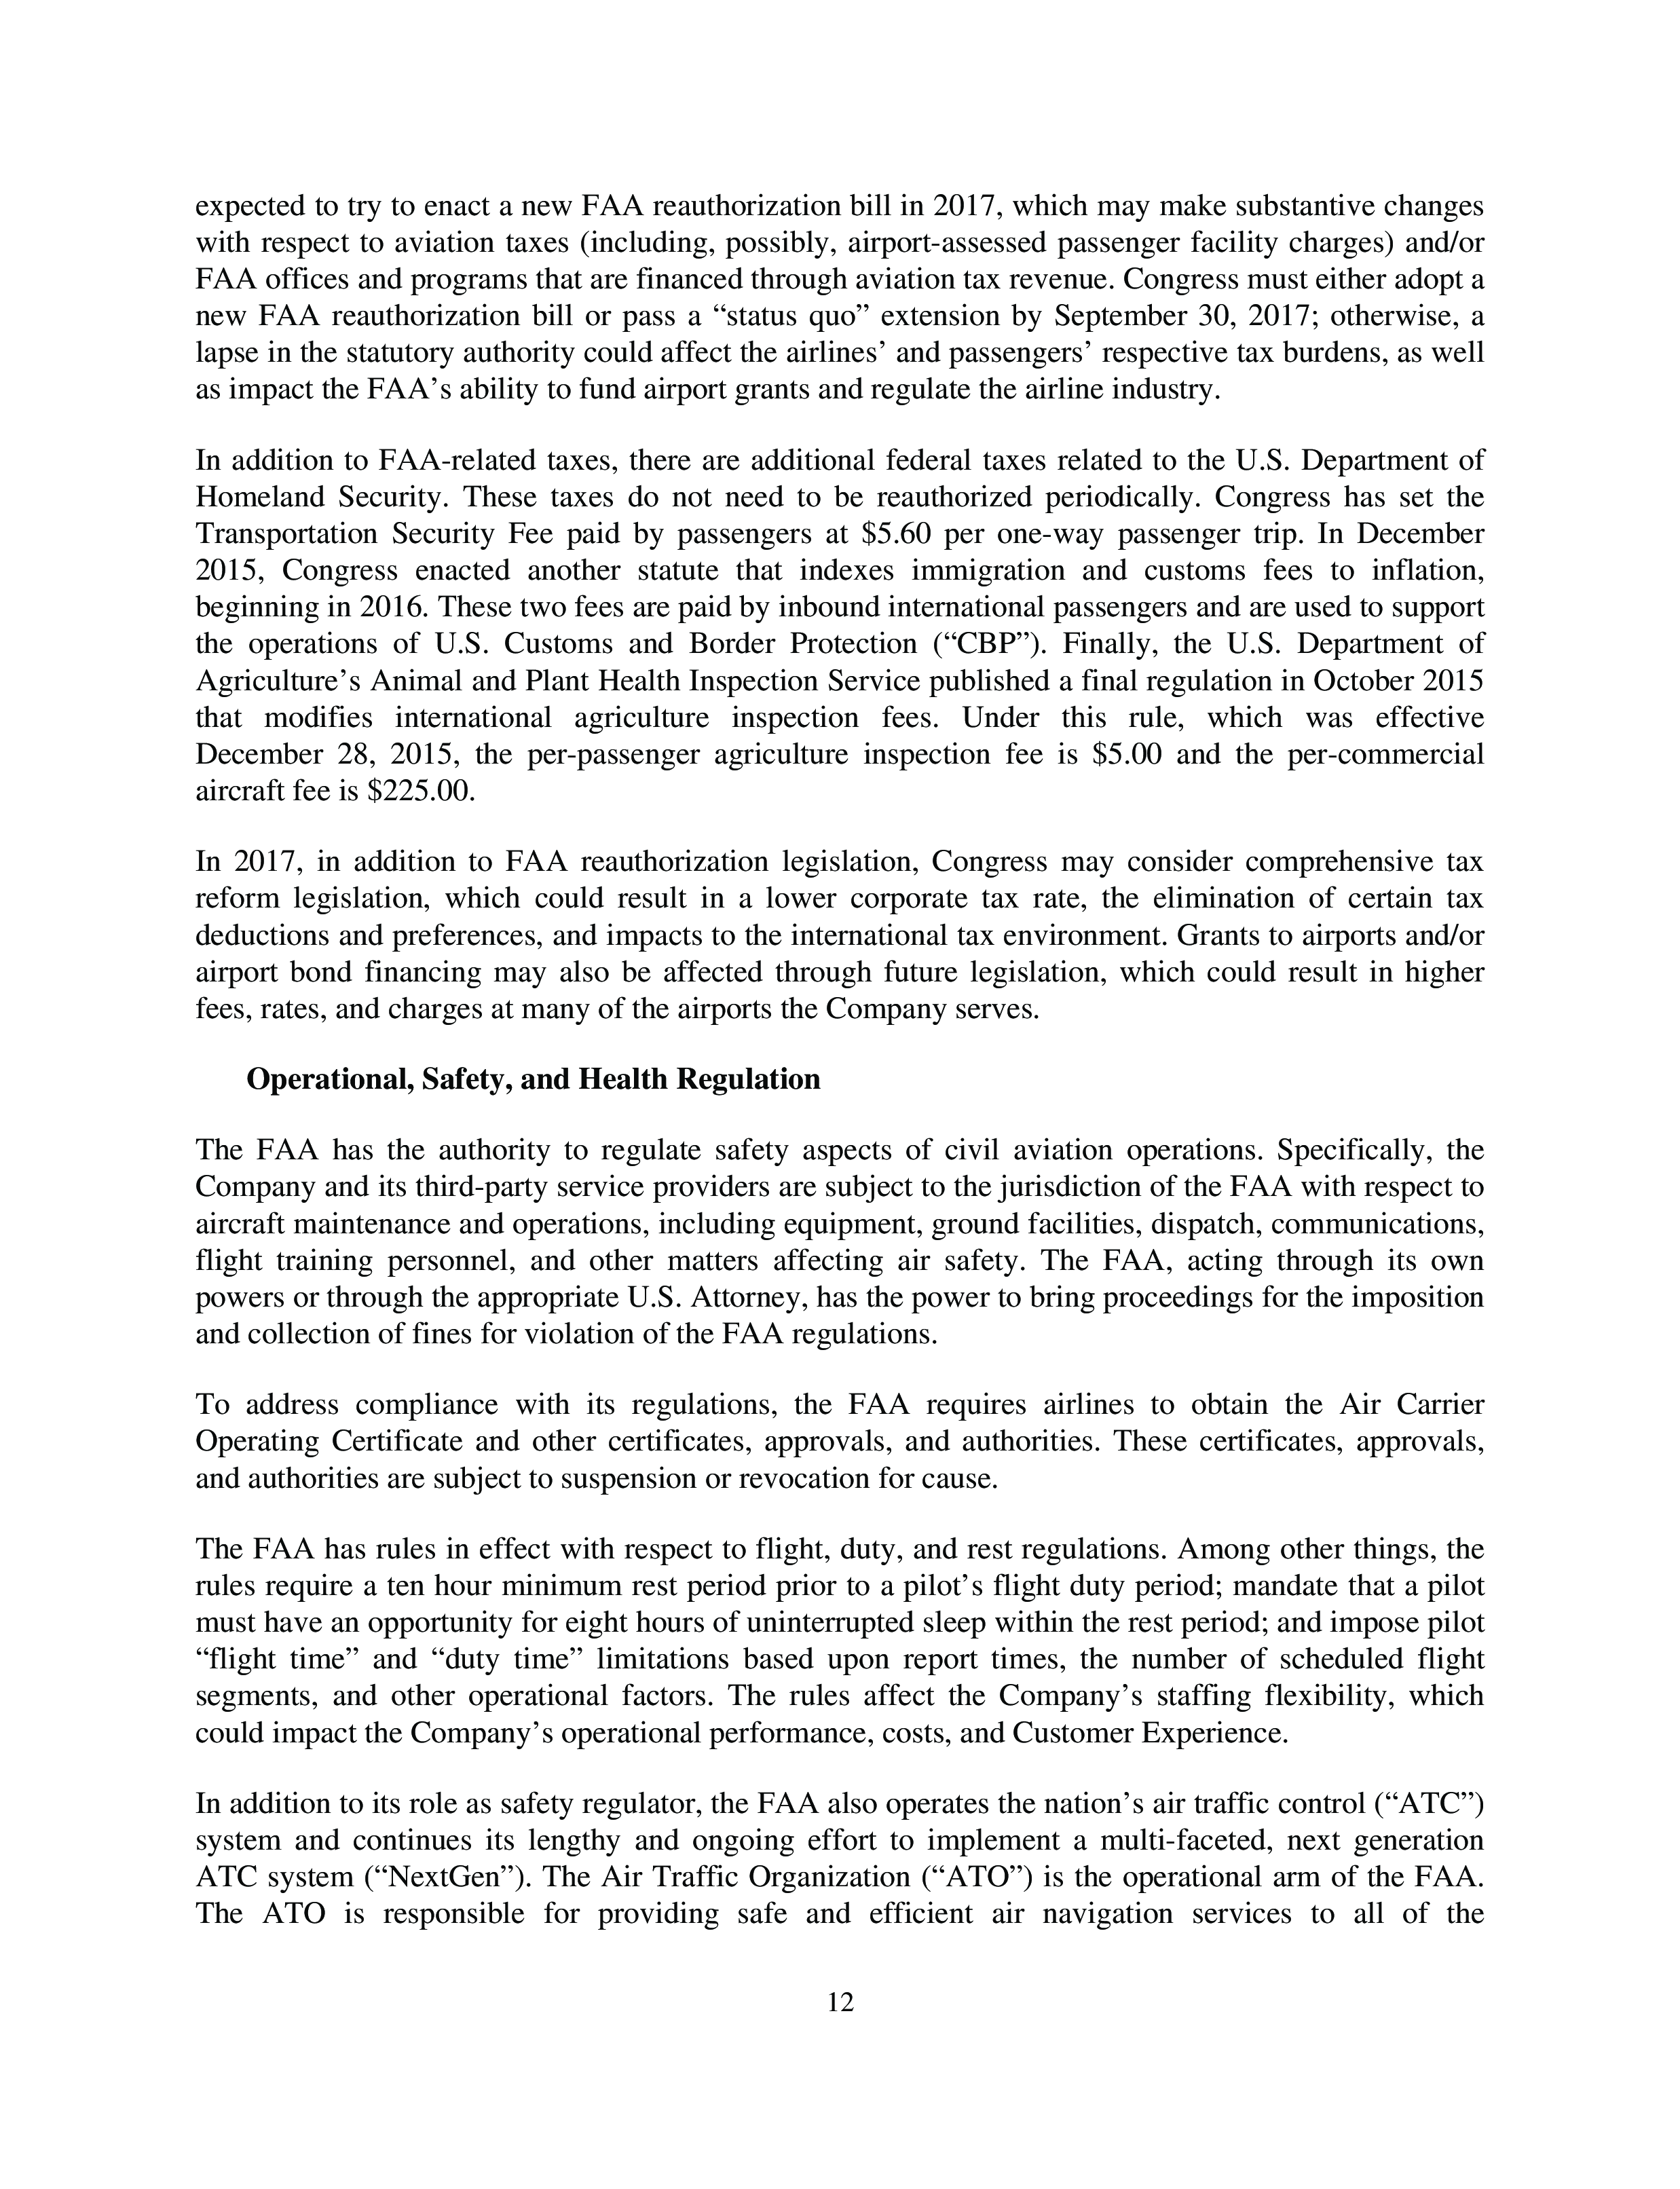 expected to try to enact a new FAA reauthorization bill in 2017, which may make substantive changes
with respect to aviation taxes (including, possibly, airport-assessed passenger facility charges) and/or
FAA offices and programs that are financed through aviation tax revenue. Congress must either adopt a
new FAA reauthorization bill or pass a “status quo” extension by September 30, 2017; otherwise, a
lapse in the statutory authority could affect the airlines’ and passengers’ respective tax burdens, as well
as impact the FAA’s ability to fund airport grants and regulate the airline industry.
In addition to FAA-related taxes, there are additional federal taxes related to the U.S. Department of
Homeland Security. These taxes do not need to be reauthorized periodically. Congress has set the
Transportation Security Fee paid by passengers at $5.60 per one-way passenger trip. In December
2015, Congress enacted another statute that indexes immigration and customs fees to inflation,
beginning in 2016. These two fees are paid by inbound international passengers and are used to support
the operations of U.S. Customs and Border Protection (“CBP”). Finally, the U.S. Department of
Agriculture’s Animal and Plant Health Inspection Service published a final regulation in October 2015
that modifies international agriculture inspection fees. Under this rule, which was effective
December 28, 2015, the per-passenger agriculture inspection fee is $5.00 and the per-commercial
aircraft fee is $225.00.
In 2017, in addition to FAA reauthorization legislation, Congress may consider comprehensive tax
reform legislation, which could result in a lower corporate tax rate, the elimination of certain tax
deductions and preferences, and impacts to the international tax environment. Grants to airports and/or
airport bond financing may also be affected through future legislation, which could result in higher
fees, rates, and charges at many of the airports the Company serves.
Operational, Safety, and Health Regulation
The FAA has the authority to regulate safety aspects of civil aviation operations. Specifically, the
Company and its third-party service providers are subject to the jurisdiction of the FAA with respect to
aircraft maintenance and operations, including equipment, ground facilities, dispatch, communications,
flight training personnel, and other matters affecting air safety. The FAA, acting through its own
powers or through the appropriate U.S. Attorney, has the power to bring proceedings for the imposition
and collection of fines for violation of the FAA regulations.
To address compliance with its regulations, the FAA requires airlines to obtain the Air Carrier
Operating Certificate and other certificates, approvals, and authorities. These certificates, approvals,
and authorities are subject to suspension or revocation for cause.
The FAA has rules in effect with respect to flight, duty, and rest regulations. Among other things, the
rules require a ten hour minimum rest period prior to a pilot’s flight duty period; mandate that a pilot
must have an opportunity for eight hours of uninterrupted sleep within the rest period; and impose pilot
“flight time” and “duty time” limitations based upon report times, the number of scheduled flight
segments, and other operational factors. The rules affect the Company’s staffing flexibility, which
could impact the Company’s operational performance, costs, and Customer Experience.
In addition to its role as safety regulator, the FAA also operates the nation’s air traffic control (“ATC”)
system and continues its lengthy and ongoing effort to implement a multi-faceted, next generation
ATC system (“NextGen”). The Air Traffic Organization (“ATO”) is the operational arm of the FAA.
The ATO is responsible for providing safe and efficient air navigation services to all of the
12